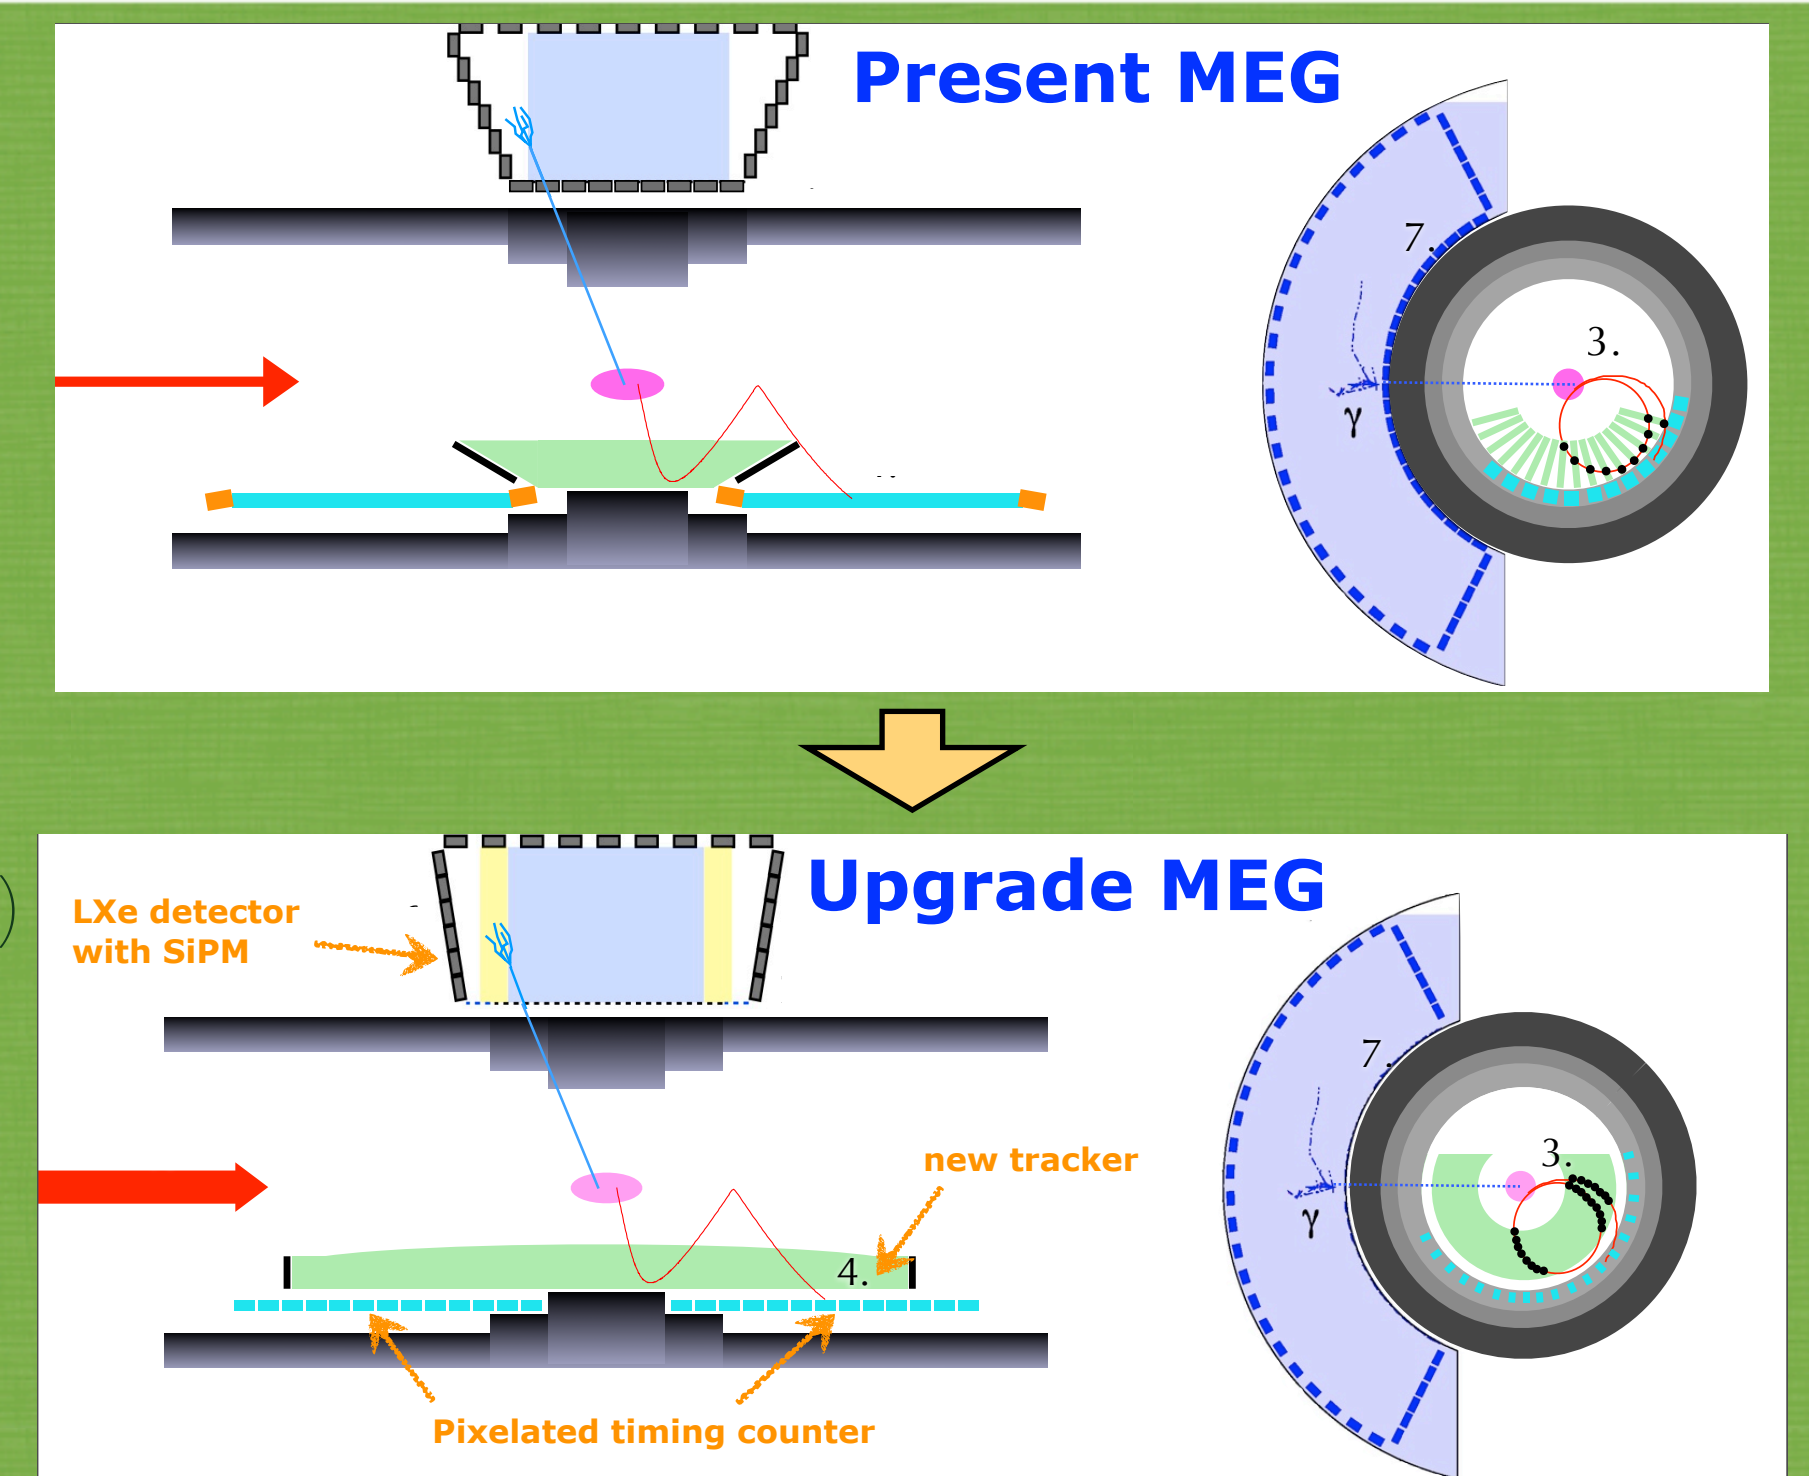 Present MEG
7.
3.
γ
Upgrade MEG
LXe detector
with SiPM
7.
new tracker
3.
γ
4.
Pixelated timing counter
)